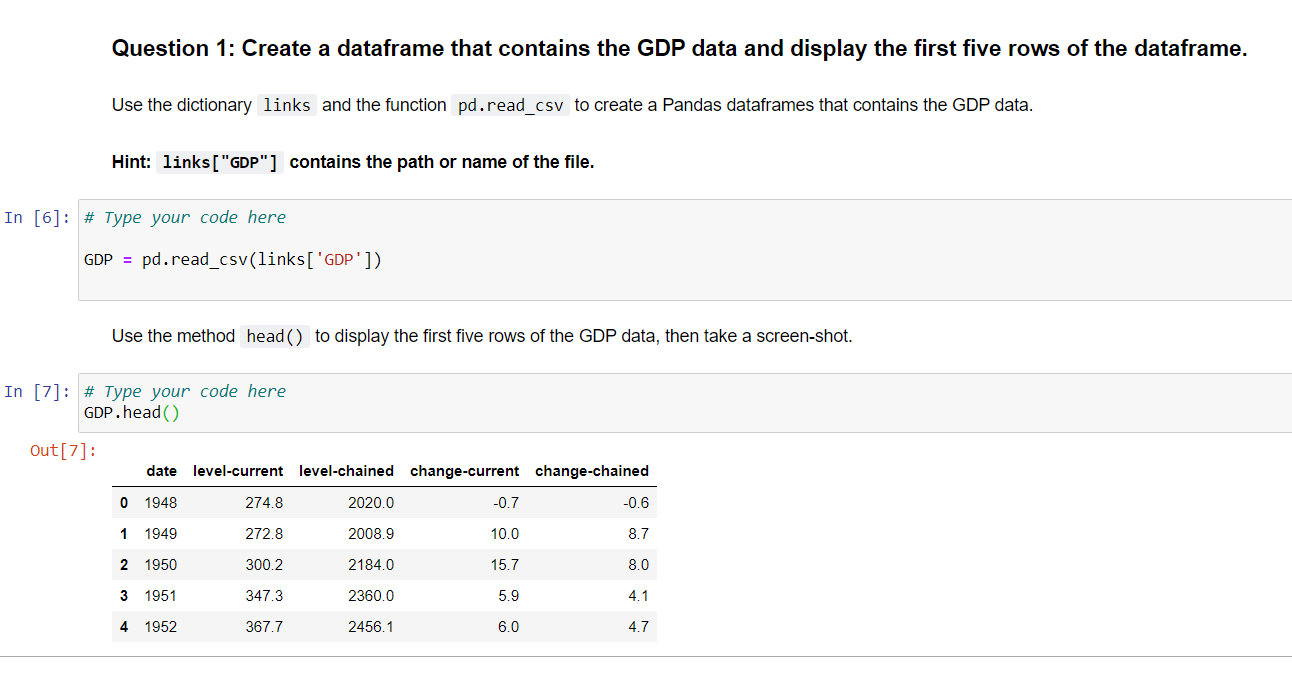 Question 1: Create a dataframe that contains the GDP data and display the first five rows of the dataframe.
Use the dictionary links and the function pd.read_csv to create a Pandas dataframes that contains the GDP data.
Hint: links["GDP"] contains the path or name of the file.
In [6]: # Type your code here
GDP = pd.read_csv(links['GDP'])
Use the method head() to display the first five rows of the GDP data, then take a screen-shot.
In [7]: # Type your code here
GDP.head()
Out[7]:
date level-current level-chained change-current change-chained
0 1948 274.8 2020.0 -0.7 -0.6
1 1949 272.8 2008.9 10.0 8.7
2 1950 300.2 2184.0 15.7 8.0
3 1951 347.3 2360.0 5.9 4.1
4 1952 367.7 2456.1 6.0 4.7